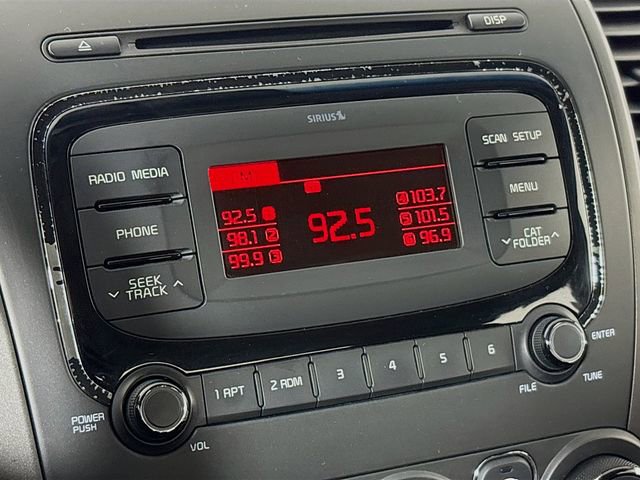 DISP
SIRIUS
RADIO MEDIA
PHONE
SEEK
TRACK
SCAN SETUP
MENU
CAT
FOLDER
92.5 1
98.1 2
99.9 3
92.5
4 103.7
5 101.5
6 96.9
1 RPT
2 RDM
3
4
5
6
POWER
PUSH
VOL
FILE
TUNE
ENTER